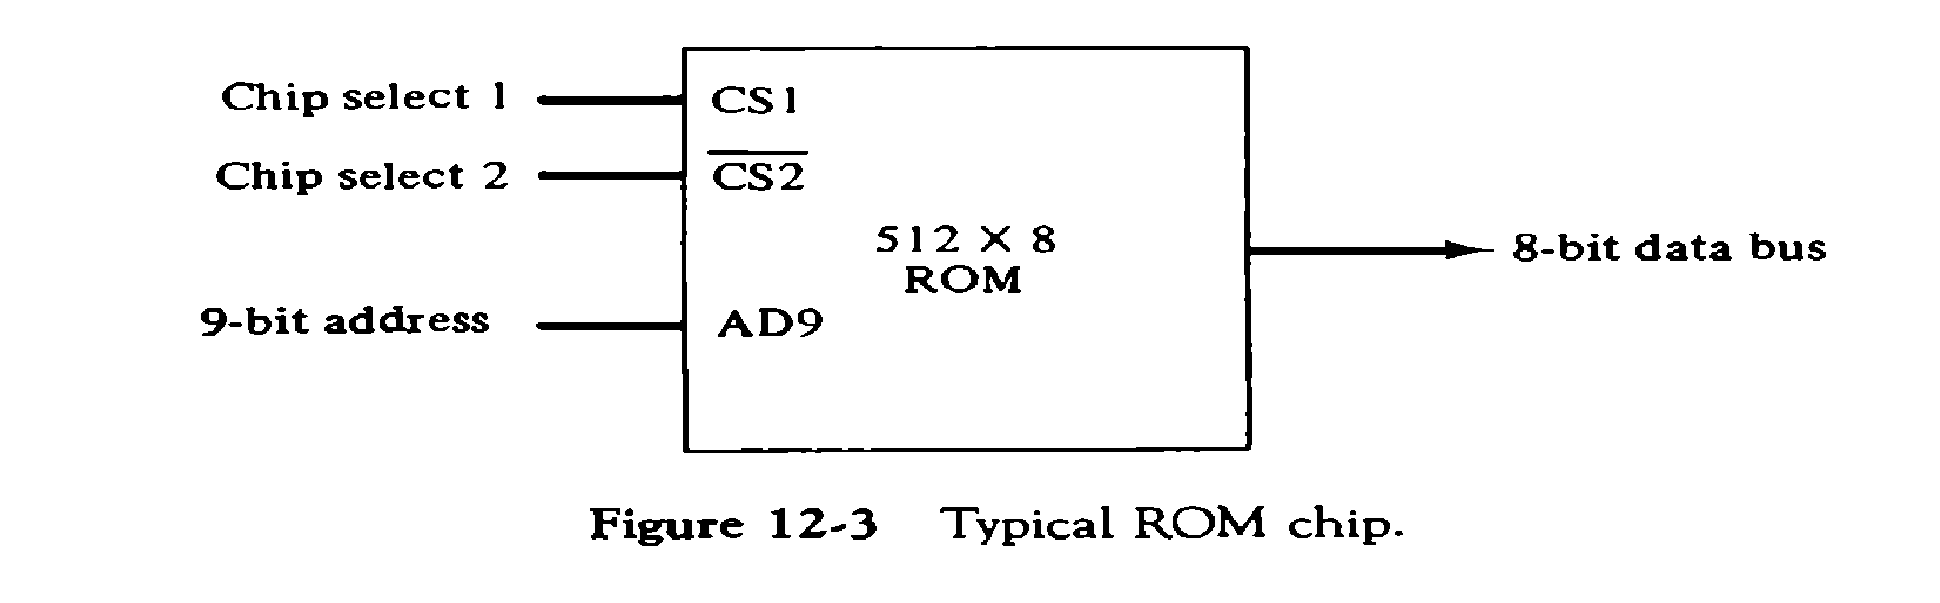 Chip select 1
CS1
Chip select 2
C̅S̅2̅
512 X 8
ROM
8-bit data bus
9-bit address
AD9
Figure 12-3 Typical ROM chip.